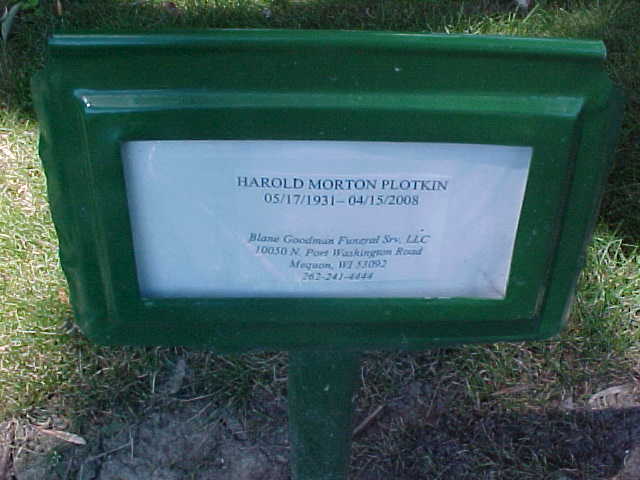 HAROLD MORTON PLOTKIN
05/17/1931– 04/15/2008
Blane Goodman Funeral Srv, LLC
10050 N. Port Washington Road
Mequon, WI 53092
262-241-4444